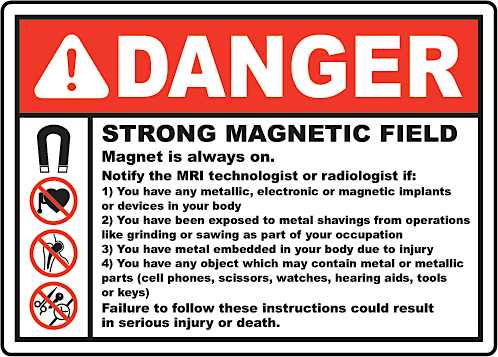 DANGER
STRONG MAGNETIC FIELD
Magnet is always on.
Notify the MRI technologist or radiologist if:
1) You have any metallic, electronic or magnetic implants
or devices in your body
2) You have been exposed to metal shavings from operations
like grinding or sawing as part of your occupation
3) You have metal embedded in your body due to injury
4) You have any object which may contain metal or metallic
parts (cell phones, scissors, watches, hearing aids, tools
or keys)
Failure to follow these instructions could result
in serious injury or death.